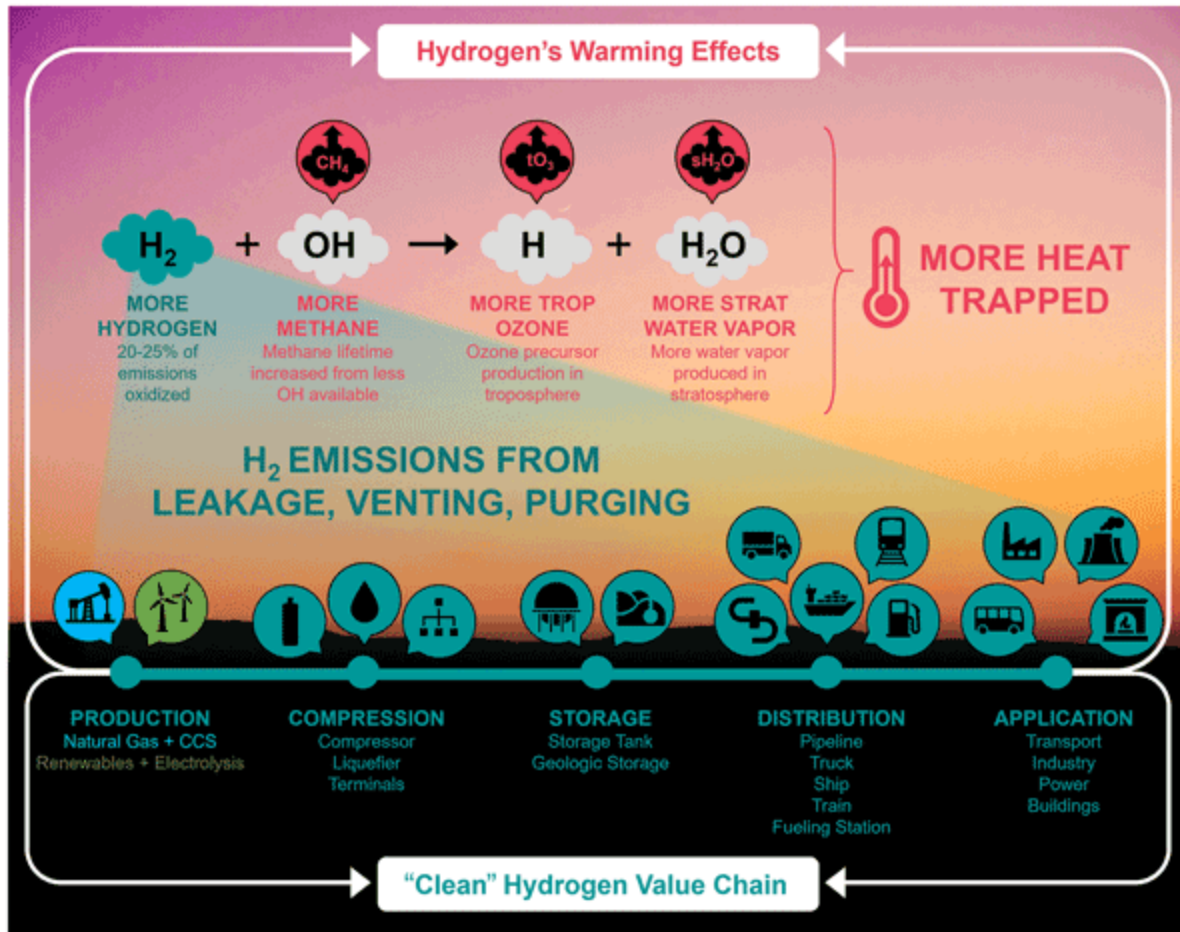 Hydrogen's Warming Effects
CH₄
tO₃
sH₂O
H₂ + OH → H + H₂O
MORE
HYDROGEN
20-25% of
emissions
oxidized
MORE
METHANE
Methane lifetime
increased from less
OH available
MORE TROP
OZONE
Ozone precursor
production in
troposphere
MORE STRAT
WATER VAPOR
More water vapor
produced in
stratosphere
MORE HEAT
TRAPPED
H₂ EMISSIONS FROM
LEAKAGE, VENTING, PURGING
PRODUCTION
Natural Gas + CCS
Renewables + Electrolysis
COMPRESSION
Compressor
Liquefier
Terminals
STORAGE
Storage Tank
Geologic Storage
DISTRIBUTION
Pipeline
Truck
Ship
Train
Fueling Station
APPLICATION
Transport
Industry
Power
Buildings
“Clean” Hydrogen Value Chain